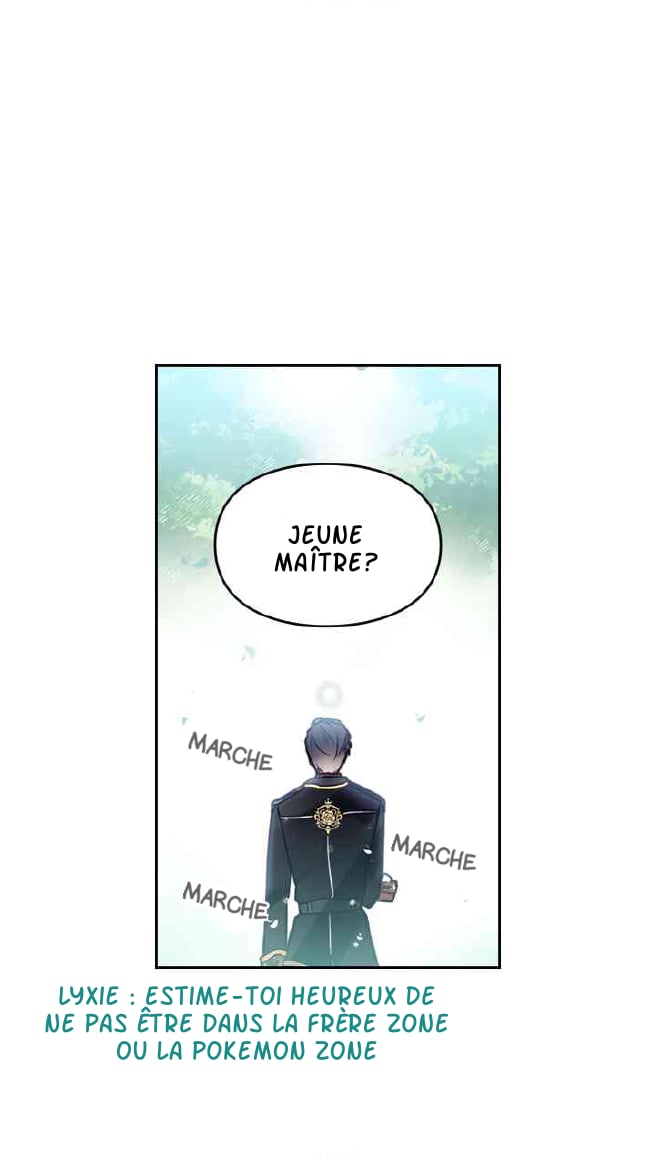 JEUNE
MAÎTRE?
MARCHE
MARCHE
MARCHE
LYXIE : ESTIME-TOI HEUREUX DE
NE PAS ÊTRE DANS LA FRÈRE ZONE
OU LA POKEMON ZONE